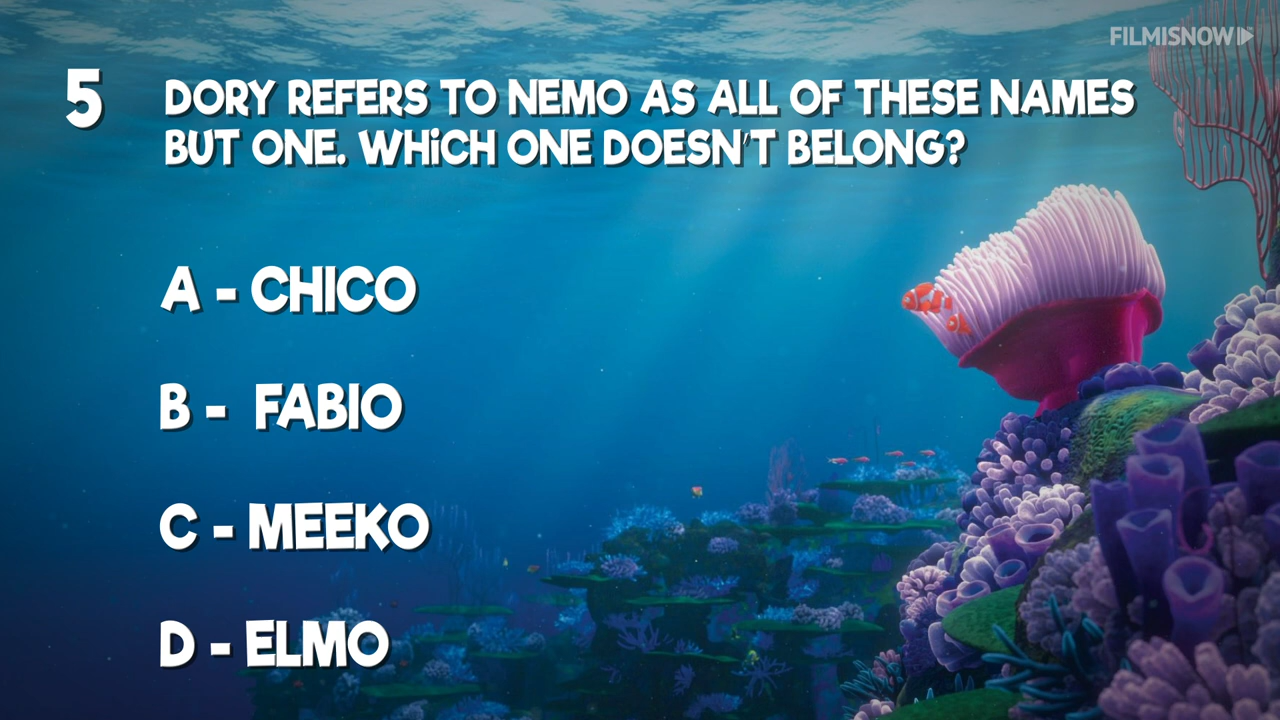 FILMISNOW
5 DORY REFERS TO NEMO AS ALL OF THESE NAMES
BUT ONE. WHiCH ONE DOESN'T BELONG?
A - CHICO
B - FABIO
C - MEEKO
D - ELMO